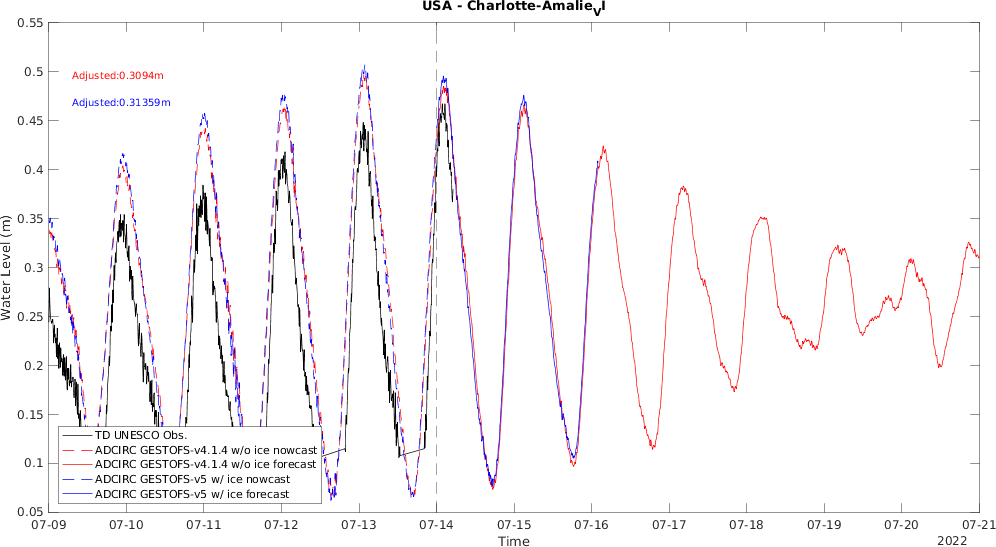 USA - Charlotte-Amalie_VI
0.55
0.5
0.45
0.4
0.35
0.3
0.25
0.2
0.15
0.1
0.05
Water Level (m)
Adjusted:0.3094m
Adjusted:0.31359m
TD UNESCO Obs.
ADCIRC GESTOFS-v4.1.4 w/o ice nowcast
ADCIRC GESTOFS-v4.1.4 w/o ice forecast
ADCIRC GESTOFS-v5 w/ ice nowcast
ADCIRC GESTOFS-v5 w/ ice forecast
07-09 07-10 07-11 07-12 07-13 07-14 07-15 07-16 07-17 07-18 07-19 07-20 07-21
Time
2022